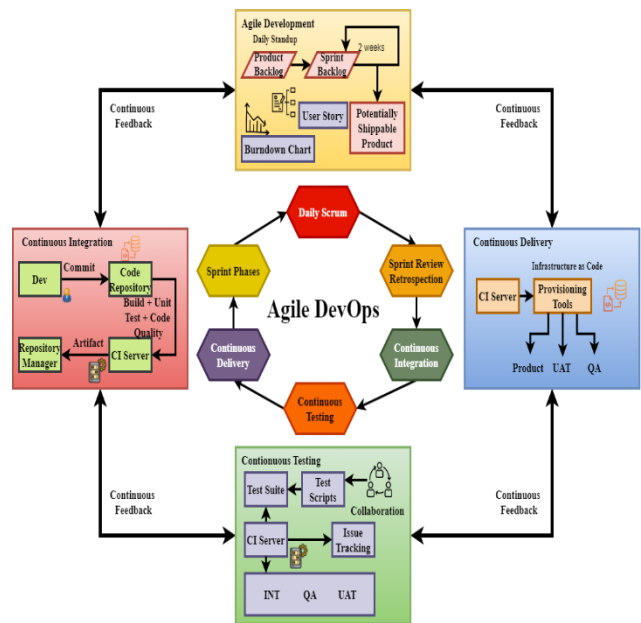 Agile Development
Daily Standup
Product
Backlog
Sprint
Backlog
2 weeks
User Story
Burndown Chart
Potentially
Shippable
Product
Continuous
Feedback
Continuous
Feedback
Continuous Integration
Dev
Commit
Code
Repository
Build + Unit
Test + Code
Quality
Repository
Manager
Artifact
CI Server
Daily Scrum
Sprint Phases
Sprint Review
Retrospection
Agile DevOps
Continuous
Delivery
Continuous
Integration
Continuous
Testing
Continuous Delivery
Infrastructure as Code
CI Server
Provisioning
Tools
Product
UAT
QA
Continuous
Feedback
Continuous
Feedback
Contionuous Testing
Test Suite
Test
Scripts
Collaboration
CI Server
Issue
Tracking
INT
QA
UAT